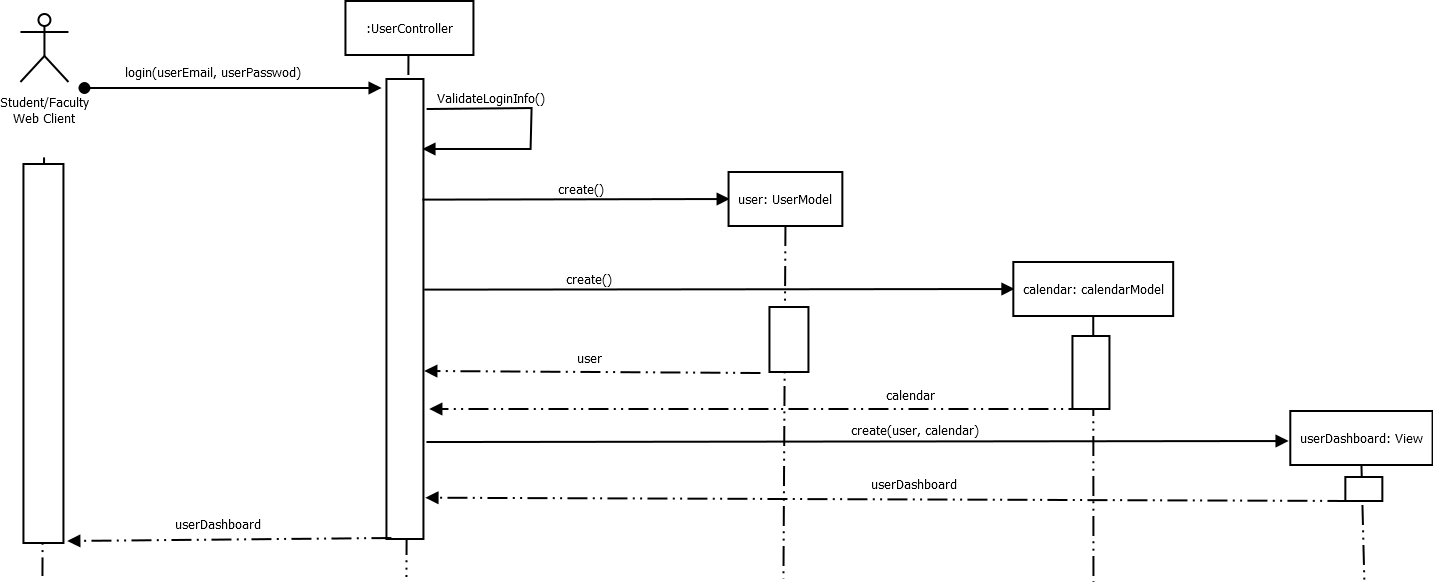 :UserController
login(userEmail, userPasswod)
ValidateLoginInfo()
Student/Faculty
Web Client
create()
user: UserModel
create()
calendar: calendarModel
user
calendar
create(user, calendar)
userDashboard: View
userDashboard
userDashboard